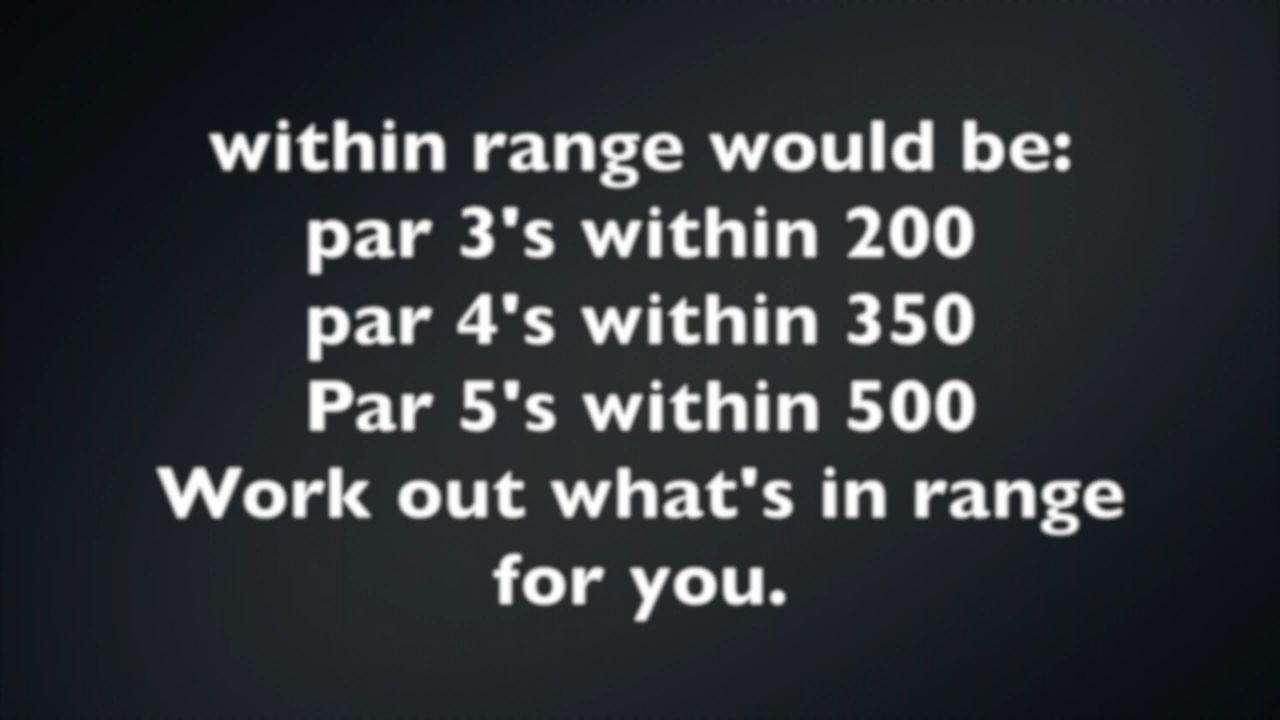 within range would be:
par 3's within 200
par 4's within 350
Par 5's within 500
Work out what's in range
for you.